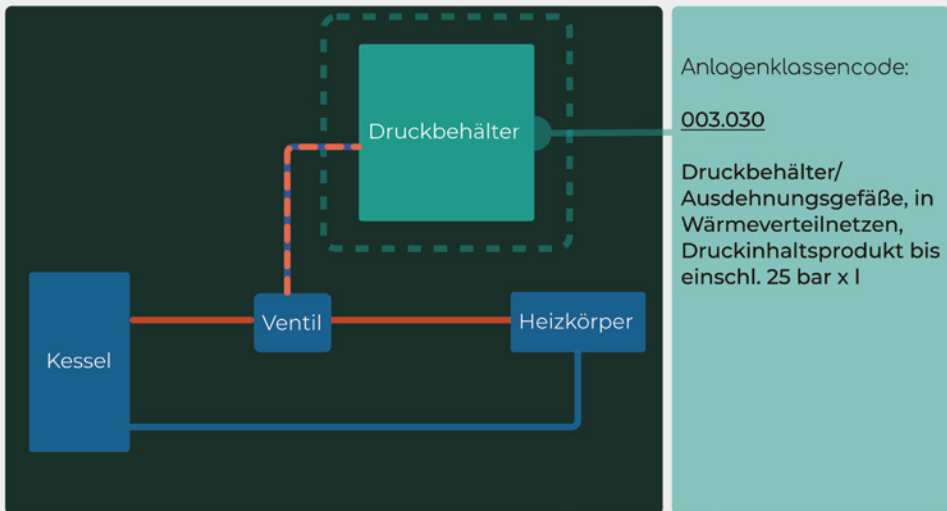 Druckbehälter
Ventil
Heizkörper
Kessel
Anlagenklassencode:
003.030
Druckbehälter/
Ausdehnungsgefäße, in
Wärmeverteilnetzen,
Druckinhaltsprodukt bis
einschl. 25 bar x l